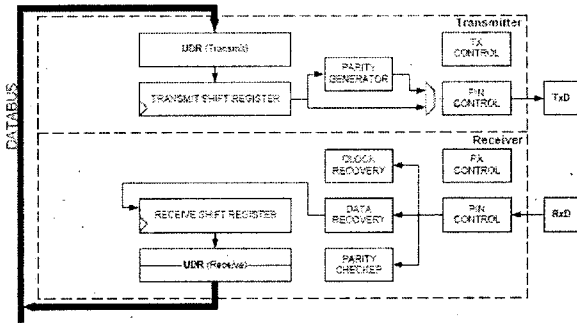 Transmitter
UDR (Transmit)
PARITY
GENERATOR
TX
CONTROL
TRANSMIT SHIFT REGISTER
PIN
CONTROL
TxD
DATABUS
Receiver
CLOCK
RECOVERY
RX
CONTROL
RECEIVE SHIFT REGISTER
DATA
RECOVERY
PIN
CONTROL
RxD
UDR (Receive)
PARITY
CHECKER